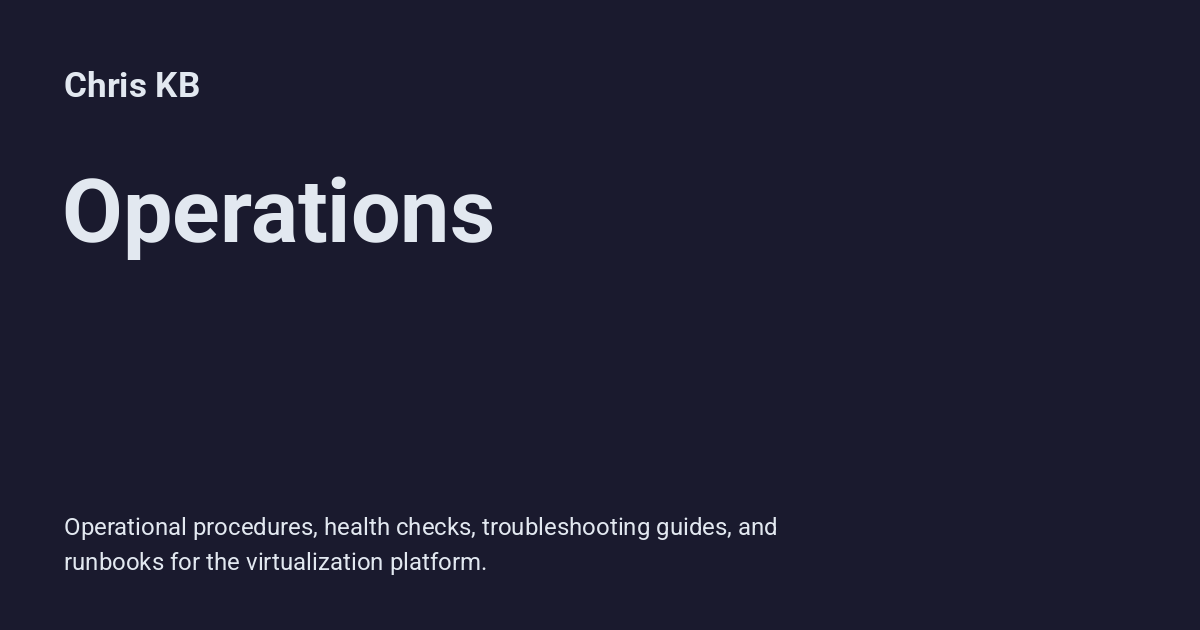 Chris KB
Operations
Operational procedures, health checks, troubleshooting guides, and
runbooks for the virtualization platform.